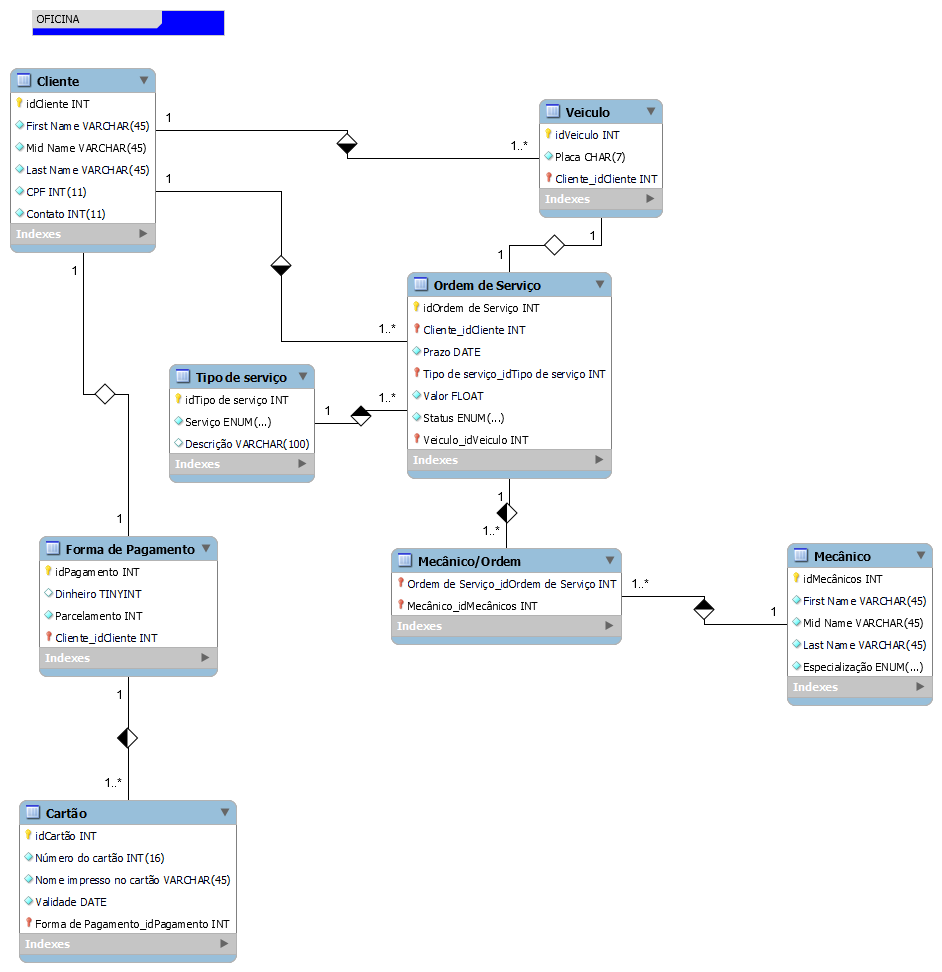 OFICINA
Cliente
idCliente INT
First Name VARCHAR(45)
Mid Name VARCHAR(45)
Last Name VARCHAR(45)
CPF INT(11)
Contato INT(11)
Indexes
1
1..*
Veiculo
idVeiculo INT
Placa CHAR(7)
Cliente_idCliente INT
Indexes
1
1..*
1
1
Ordem de Serviço
idOrdem de Serviço INT
Cliente_idCliente INT
Prazo DATE
Tipo de serviço_idTipo de serviço INT
Valor FLOAT
Status ENUM(...)
Veiculo_idVeiculo INT
Indexes
Tipo de serviço
idTipo de serviço INT
Serviço ENUM(...)
Descrição VARCHAR(100)
Indexes
1
1..*
1
1
Forma de Pagamento
idPagamento INT
Dinheiro TINYINT
Parcelamento INT
Cliente_idCliente INT
Indexes
1
1..*
Mecânico/Ordem
Ordem de Serviço_idOrdem de Serviço INT
Mecânico_idMecânicos INT
Indexes
1..*
1
Mecânico
idMecânicos INT
First Name VARCHAR(45)
Mid Name VARCHAR(45)
Last Name VARCHAR(45)
Especialização ENUM(...)
Indexes
1
1..*
Cartão
idCartão INT
Número do cartão INT(16)
Nome impresso no cartão VARCHAR(45)
Validade DATE
Forma de Pagamento_idPagamento INT
Indexes